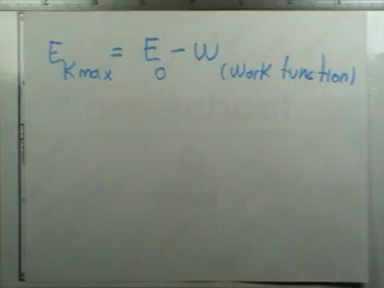 E_Kmax = E_0 - W (Work function)